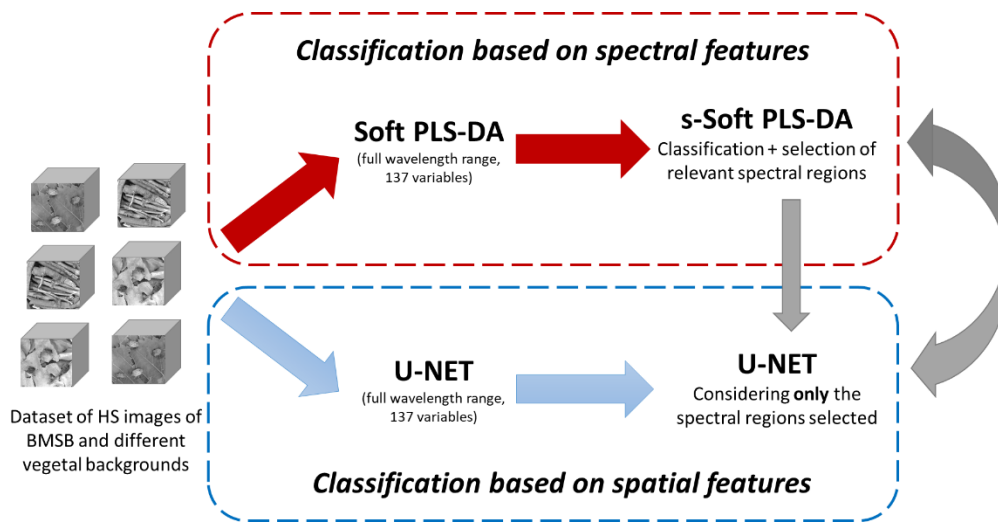 Classification based on spectral features
Soft PLS-DA
(full wavelength range,
137 variables)
s-Soft PLS-DA
Classification + selection of
relevant spectral regions
Dataset of HS images of
BMSB and different
vegetal backgrounds
U-NET
(full wavelength range,
137 variables)
U-NET
Considering only the
spectral regions selected
Classification based on spatial features